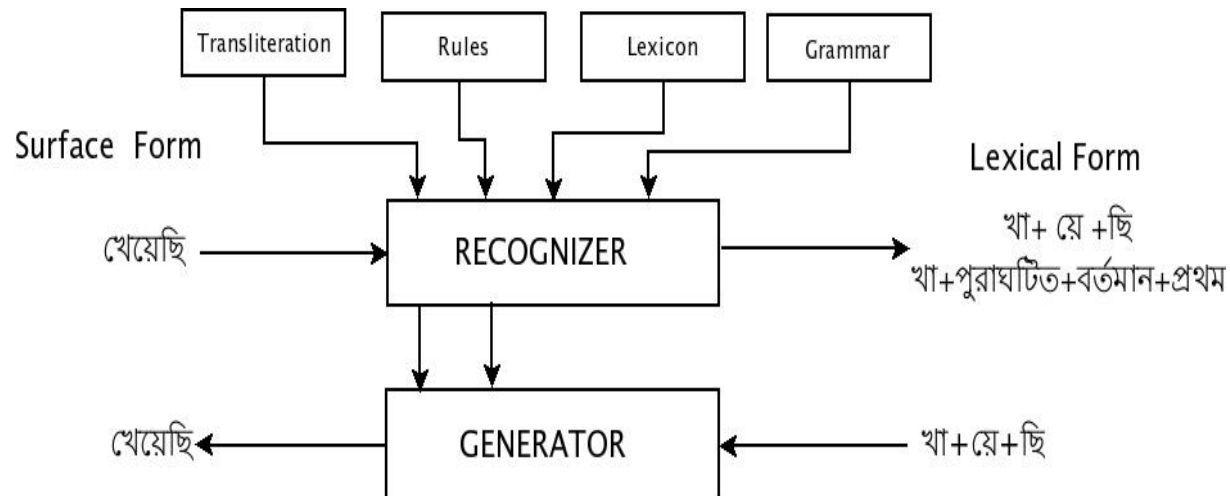 Transliteration
Rules
Lexicon
Grammar
Surface Form
Lexical Form
খেয়েছি
RECOGNIZER
খা+ য়ে +ছি
খা+পুরাঘটিত+বর্তমান+প্রথম
খেয়েছি
GENERATOR
খা+য়ে+ছি